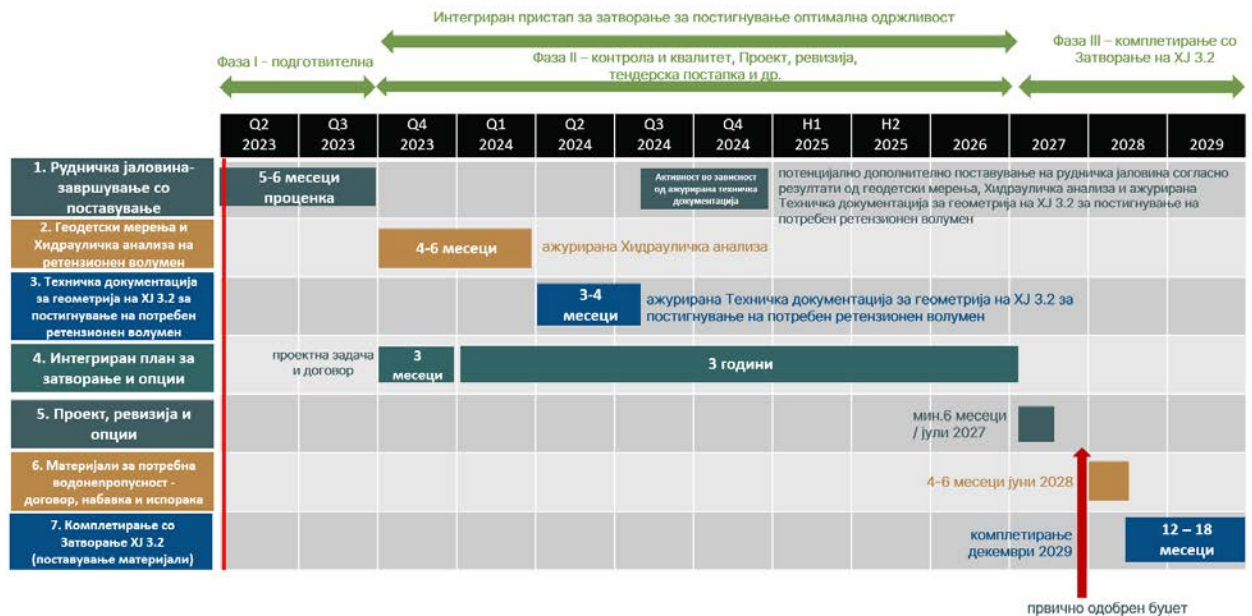 Интегриран пристап за затворање за постигнување оптимална одржливост
Фаза I - подготвителна
Фаза II – контрола и квалитет, Проект, ревизија,
тендерска постапка и др.
Фаза III – комплетирање со
Затворање на ХЈ 3.2
Q2 2023
Q3 2023
Q4 2023
Q1 2024
Q2 2024
Q3 2024
Q4 2024
H1 2025
H2 2025
2026
2027
2028
2029
1. Рудничка јаловина-
завршување со
поставување
5-6 месеци
проценка
Активност во зависност
од ажурирана техничка
документација
потенцијално дополнително поставување на рудничка јаловина согласно
резултати од геодетски мерења, Хидрауличка анализа и ажурирана
Техничка документација за геометрија на ХЈ 3.2 за постигнување на
потребен ретензионен волумен
2. Геодетски мерења и
Хидрауличка анализа на
ретензионен волумен
4-6 месеци
ажурирана Хидрауличка анализа
3. Техничка документација
за геометрија на ХЈ 3.2 за
постигнување на потребен
ретензионен волумен
3-4
месеци
ажурирана Техничка документација за геометрија на ХЈ 3.2 за
постигнување на потребен ретензионен волумен
4. Интегриран план за
затворање и опции
проектна задача
и договор
3
месеци
3 години
5. Проект, ревизија и
опции
мин.6 месеци
/ јули 2027
6. Материјали за потребна
водонепропусност -
договор, набавка и испорака
4-6 месеци јуни 2028
7. Комплетирање со
Затворање ХЈ 3.2
(поставување материјали)
комплетирање
декември 2029
12 – 18
месеци
првично одобрен буџет